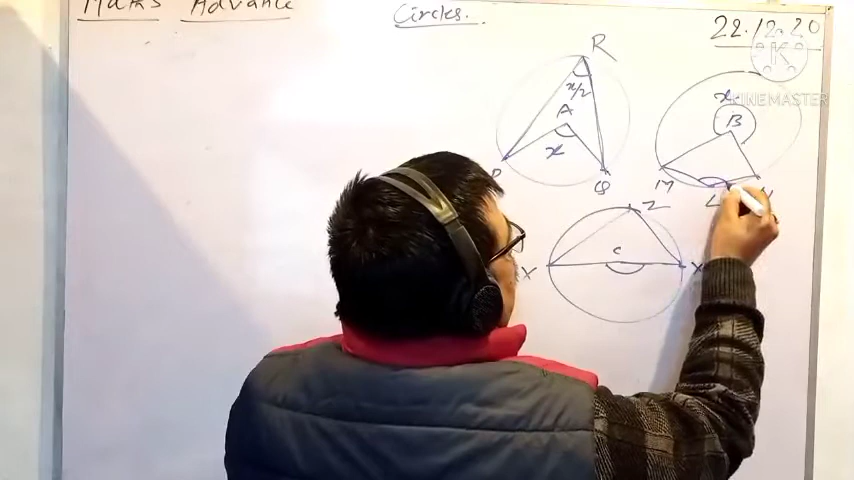 Maths Advance
Circles.
22.12.20
K
KINEMASTER
R
x/2
A
x
P
Q
x
B
M
L
N
Z
C
Y
X